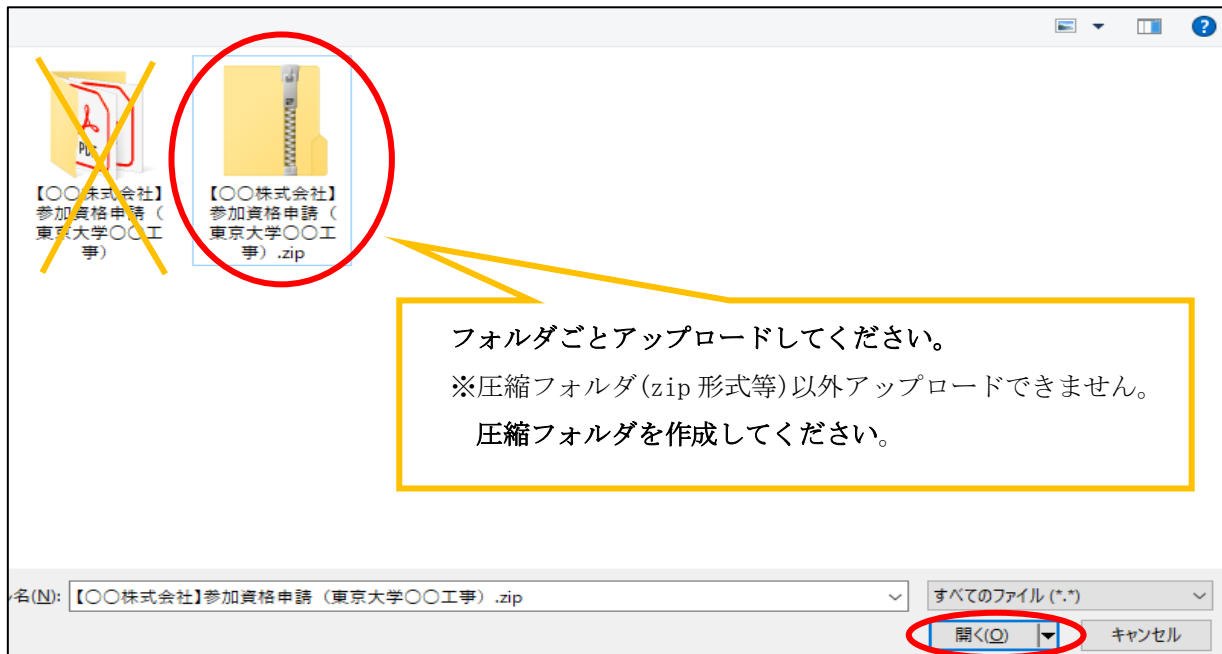 【〇〇株式会社】
参加資格申請（
東京大学〇〇工
事）
【〇〇株式会社】
参加資格申請（
東京大学〇〇工
事）.zip
フォルダごとアップロードしてください。
※圧縮フォルダ(zip 形式等)以外アップロードできません。
圧縮フォルダを作成してください。
名(N): 【〇〇株式会社】参加資格申請（東京大学〇〇工事）.zip
すべてのファイル (*.*)
開く(O)
キャンセル